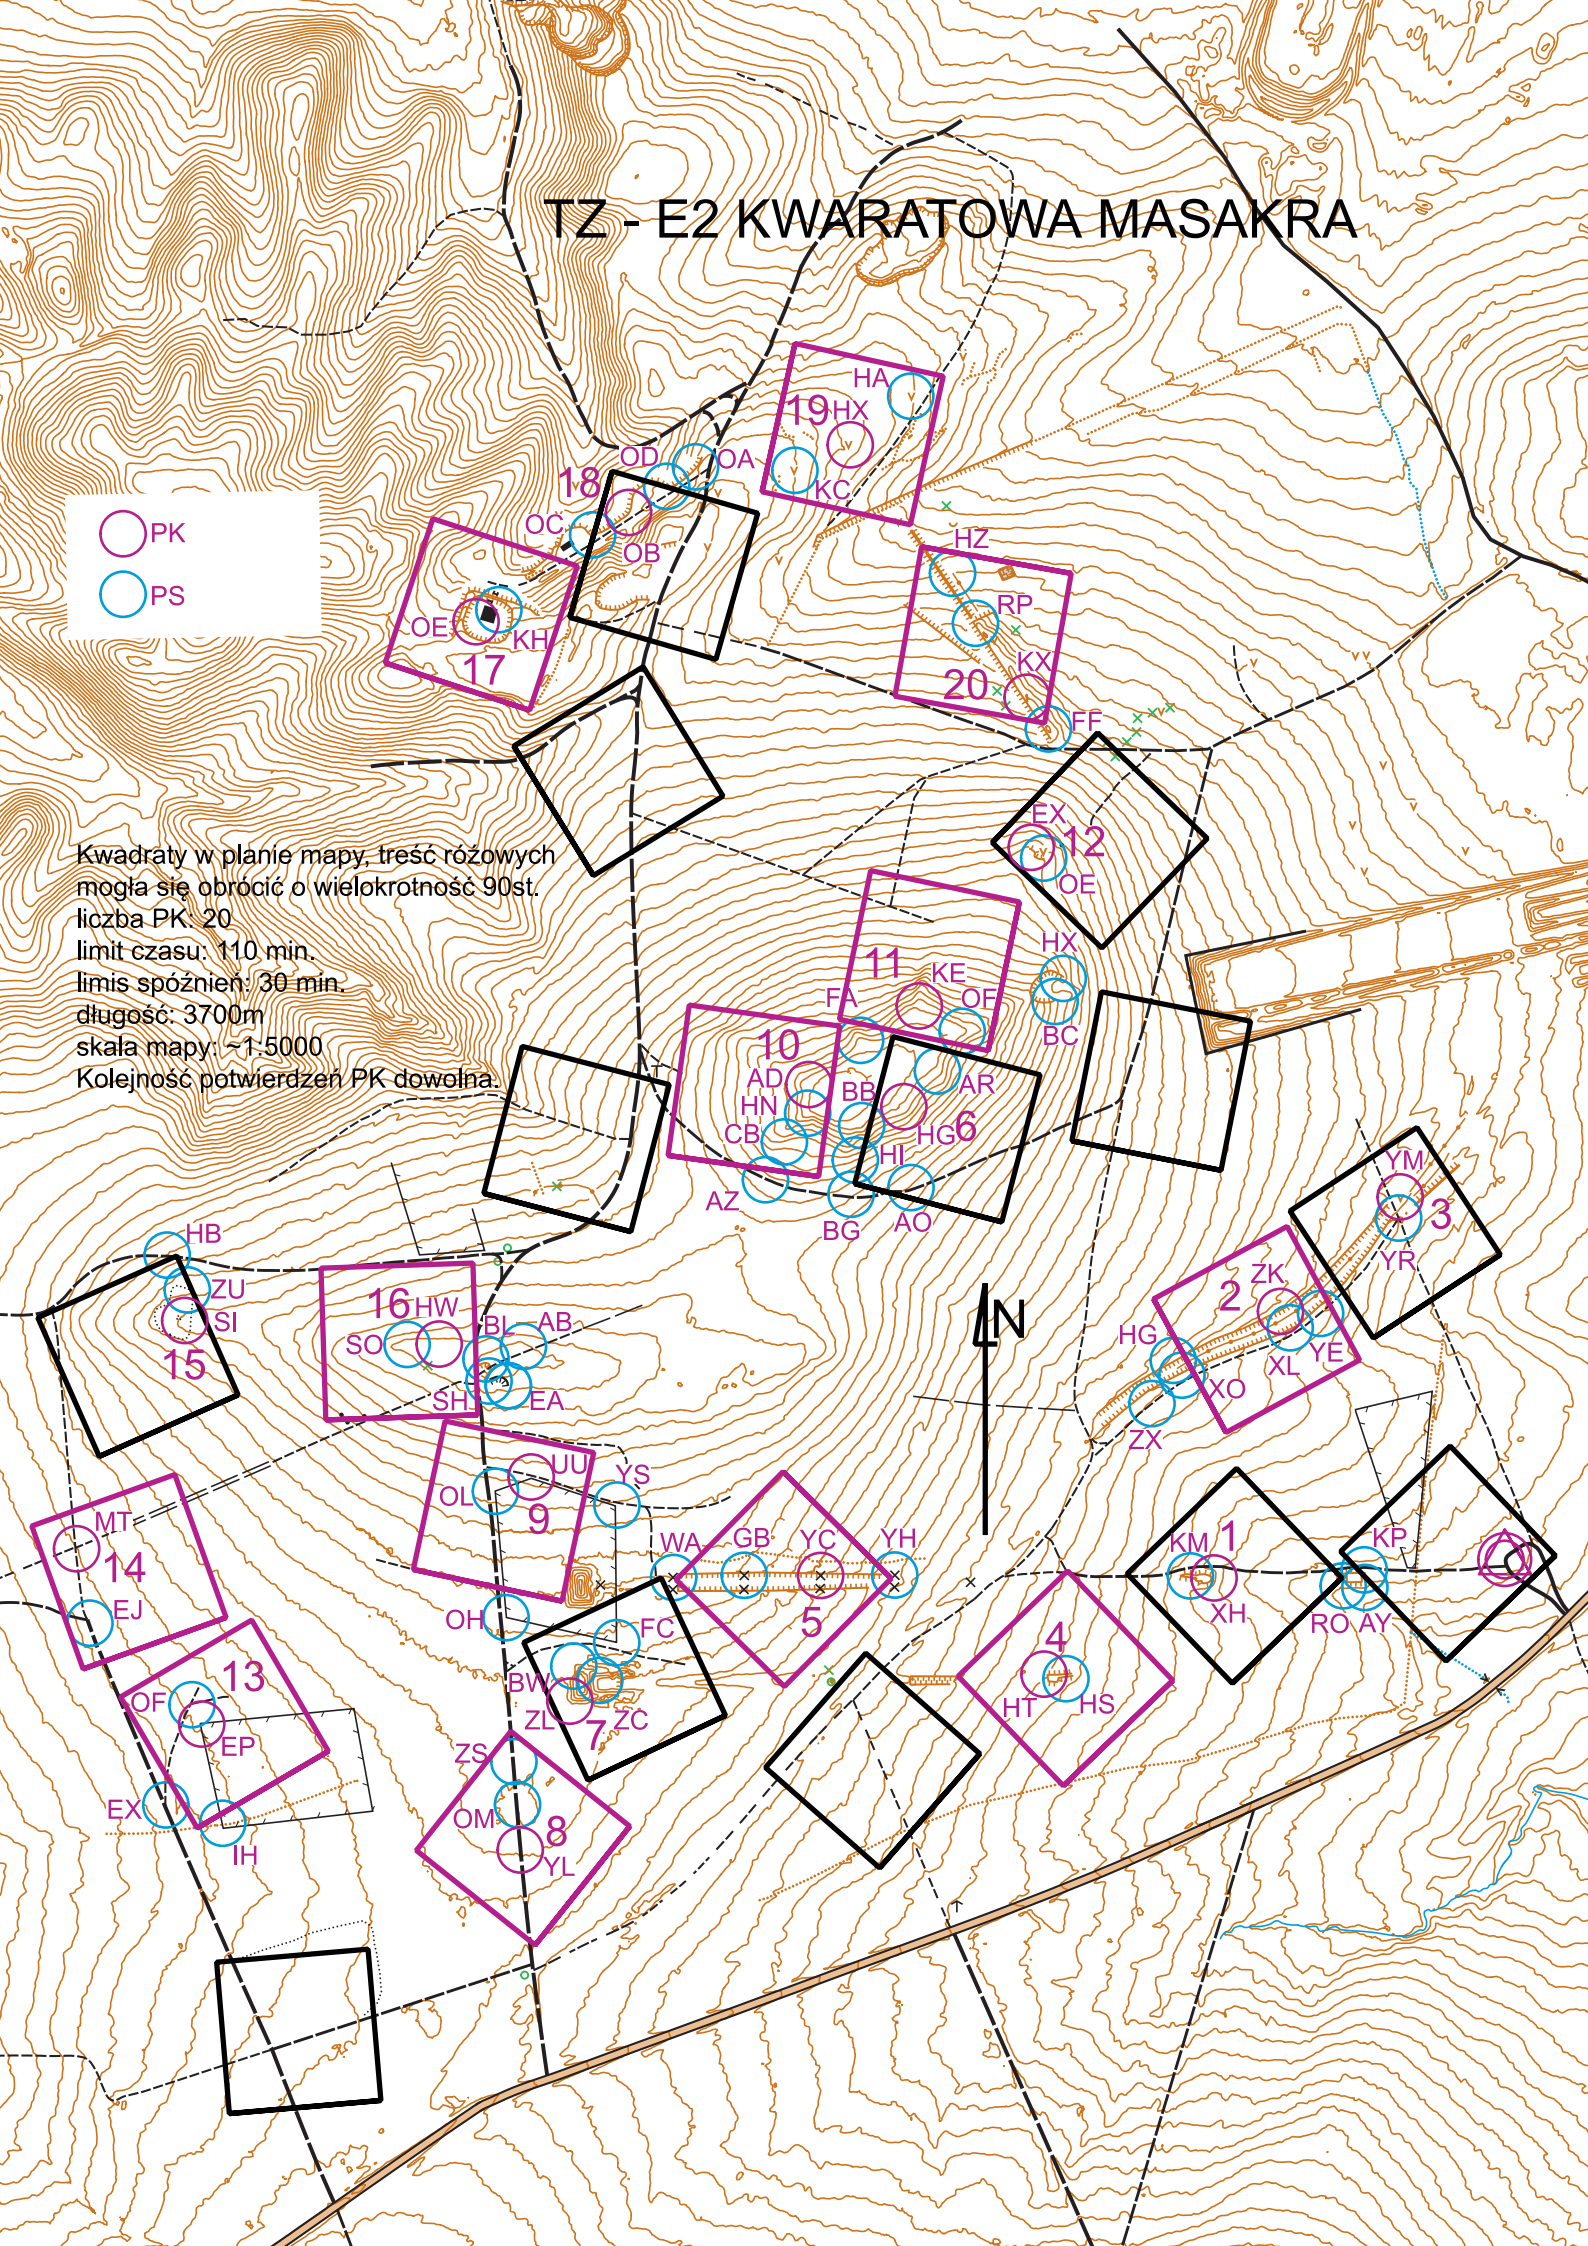 TZ - E2 KWARATOWA MASAKRA
HA
19 HX
KC
OD OA
18
OC
OB
PK
PS
HZ
RP
KX
20
FF
OE
KH
17
EX
12
OE
Kwadraty w planie mapy, treść różowych
mogła się obrócić o wielokrotność 90st.
liczba PK: 20
limit czasu: 110 min.
limis spóźnień: 30 min.
długość: 3700m
skala mapy: ~1:5000
Kolejność potwierdzeń PK dowolna.
HX
11 KE
FA OF
BC
10
AD
HN BB AR
CB HG 6
HI
AZ
BG AO
YM
3
YR
HB
ZU
SI
15
16 HW
SO BL AB
SH EA
N
ZK
2
HG YE
XL
XO
ZX
UU
OL YS
9
MT
14
EJ
WA GB YC YH
5
OH
KM 1 KP
XH
RO AY
FC
BW
ZL ZC
7
4
HT HS
13
OF
EP
EX
IH
ZS
OM 8
YL